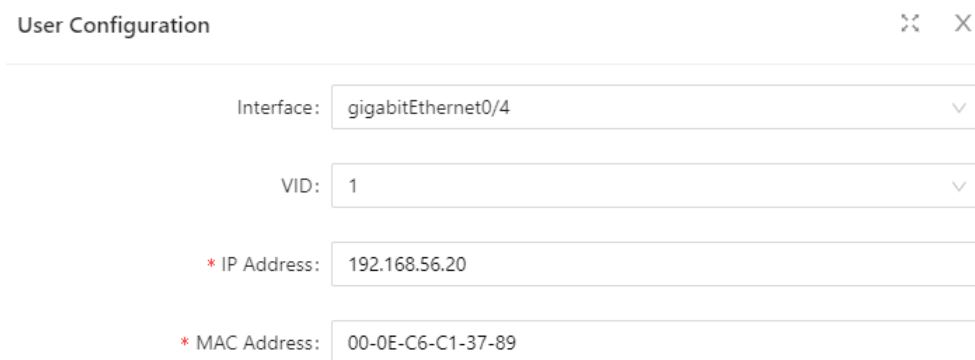 User Configuration
Interface: gigabitEthernet0/4
VID: 1
* IP Address: 192.168.56.20
* MAC Address: 00-0E-C6-C1-37-89